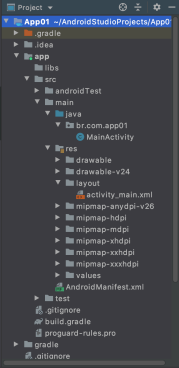 Project
App01 ~/AndroidStudioProjects/App01
.gradle
.idea
app
libs
src
androidTest
main
java
br.com.app01
MainActivity
res
drawable
drawable-v24
layout
activity_main.xml
mipmap-anydpi-v26
mipmap-hdpi
mipmap-mdpi
mipmap-xhdpi
mipmap-xxhdpi
mipmap-xxxhdpi
values
AndroidManifest.xml
test
.gitignore
build.gradle
proguard-rules.pro
gradle
.gitignore